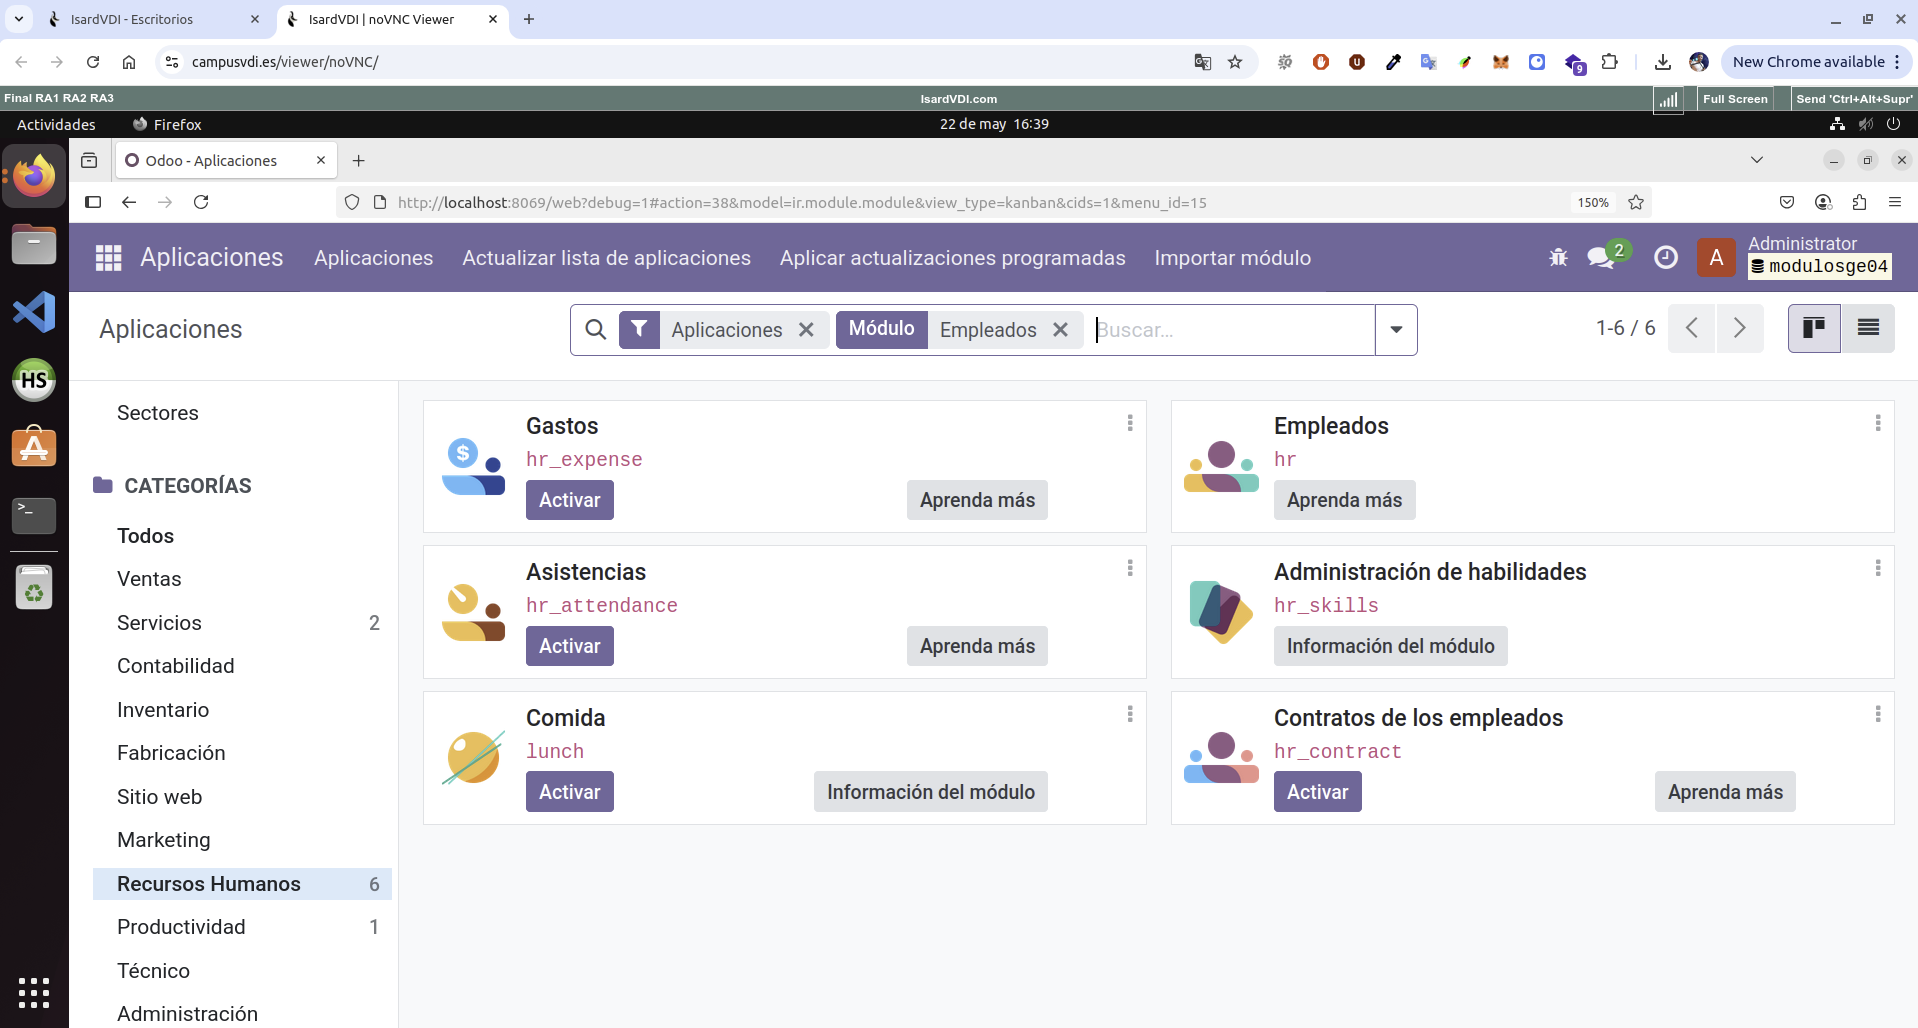 IsardVDI - Escritorios
IsardVDI | noVNC Viewer
campusvdi.es/viewer/noVNC/
9
New Chrome available
Final RA1 RA2 RA3
IsardVDI.com
Full Screen
Send 'Ctrl+Alt+Supr'
Actividades
Firefox
22 de may 16:39
Odoo - Aplicaciones
http://localhost:8069/web?debug=1#action=38&model=ir.module.module&view_type=kanban&cids=1&menu_id=15
150%
Aplicaciones
Aplicaciones
Actualizar lista de aplicaciones
Aplicar actualizaciones programadas
Importar módulo
2
A
Administrator
modulosge04
Aplicaciones
Aplicaciones
Módulo
Empleados
Buscar...
1-6 / 6
HS
A
>_
Sectores
CATEGORÍAS
Todos
Ventas
Servicios 2
Contabilidad
Inventario
Fabricación
Sitio web
Marketing
Recursos Humanos 6
Productividad 1
Técnico
Administración
$
Gastos
hr_expense
Activar
Aprenda más
Empleados
hr
Aprenda más
Asistencias
hr_attendance
Activar
Aprenda más
Administración de habilidades
hr_skills
Información del módulo
Comida
lunch
Activar
Información del módulo
Contratos de los empleados
hr_contract
Activar
Aprenda más